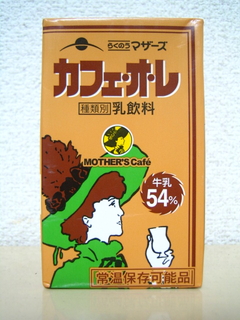 らくのうマザーズ
カフェ・オ・レ
種類別 乳飲料
MOTHER'S Café
牛乳
54%
常温保存可能品